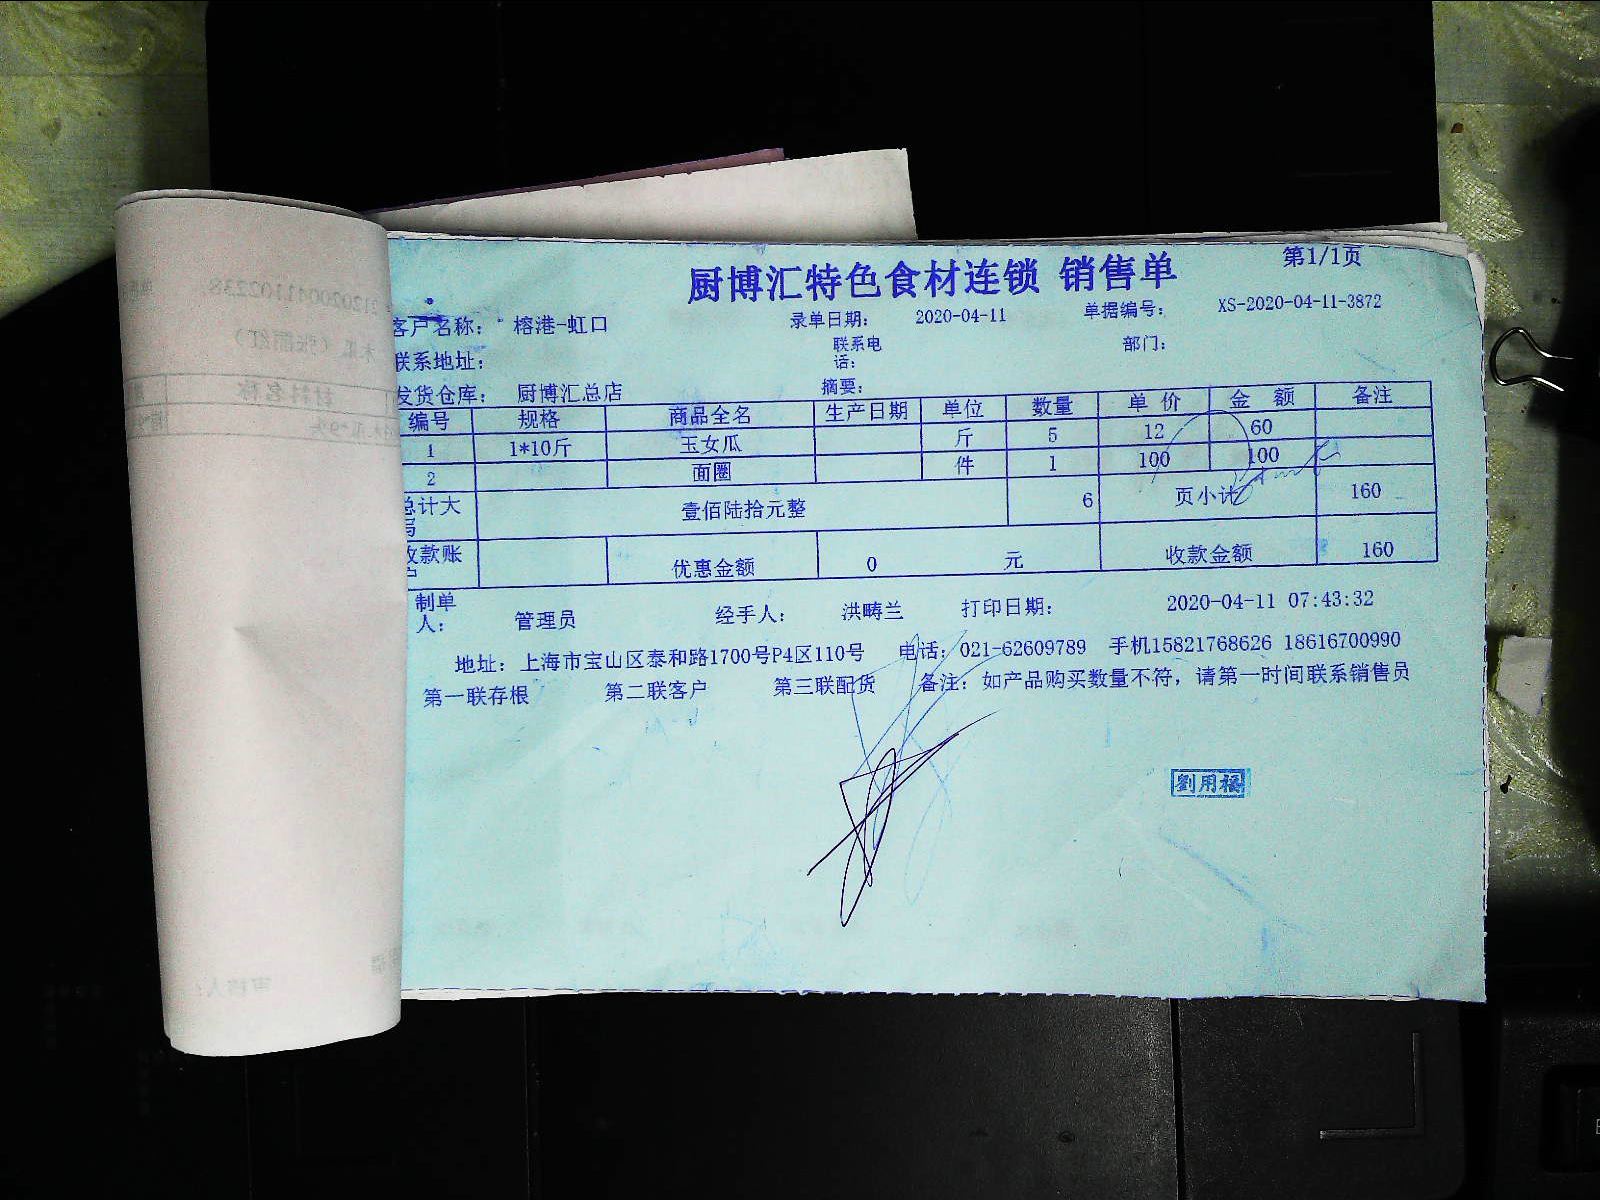 第1/1页
厨博汇特色食材连锁 销售单
客户名称: 榕港-虹口 录单日期: 2020-04-11 单据编号: XS-2020-04-11-3872
联系地址: 联系电话: 部门:
发货仓库: 厨博汇总店 摘要:
编号 规格 商品全名 生产日期 单位 数量 单价 金额 备注
1 1*10斤 玉女瓜 斤 5 12 60
2 面圈 件 1 100 100
总计大写 壹佰陆拾元整 6 页小计 160
收款账户 优惠金额 0 元 收款金额 160
制单人: 管理员 经手人: 洪畴兰 打印日期: 2020-04-11 07:43:32
地址: 上海市宝山区泰和路1700号P4区110号 电话: 021-62609789 手机15821768626 18616700990
第一联存根 第二联客户 第三联配货 备注: 如产品购买数量不符, 请第一时间联系销售员
劉用福